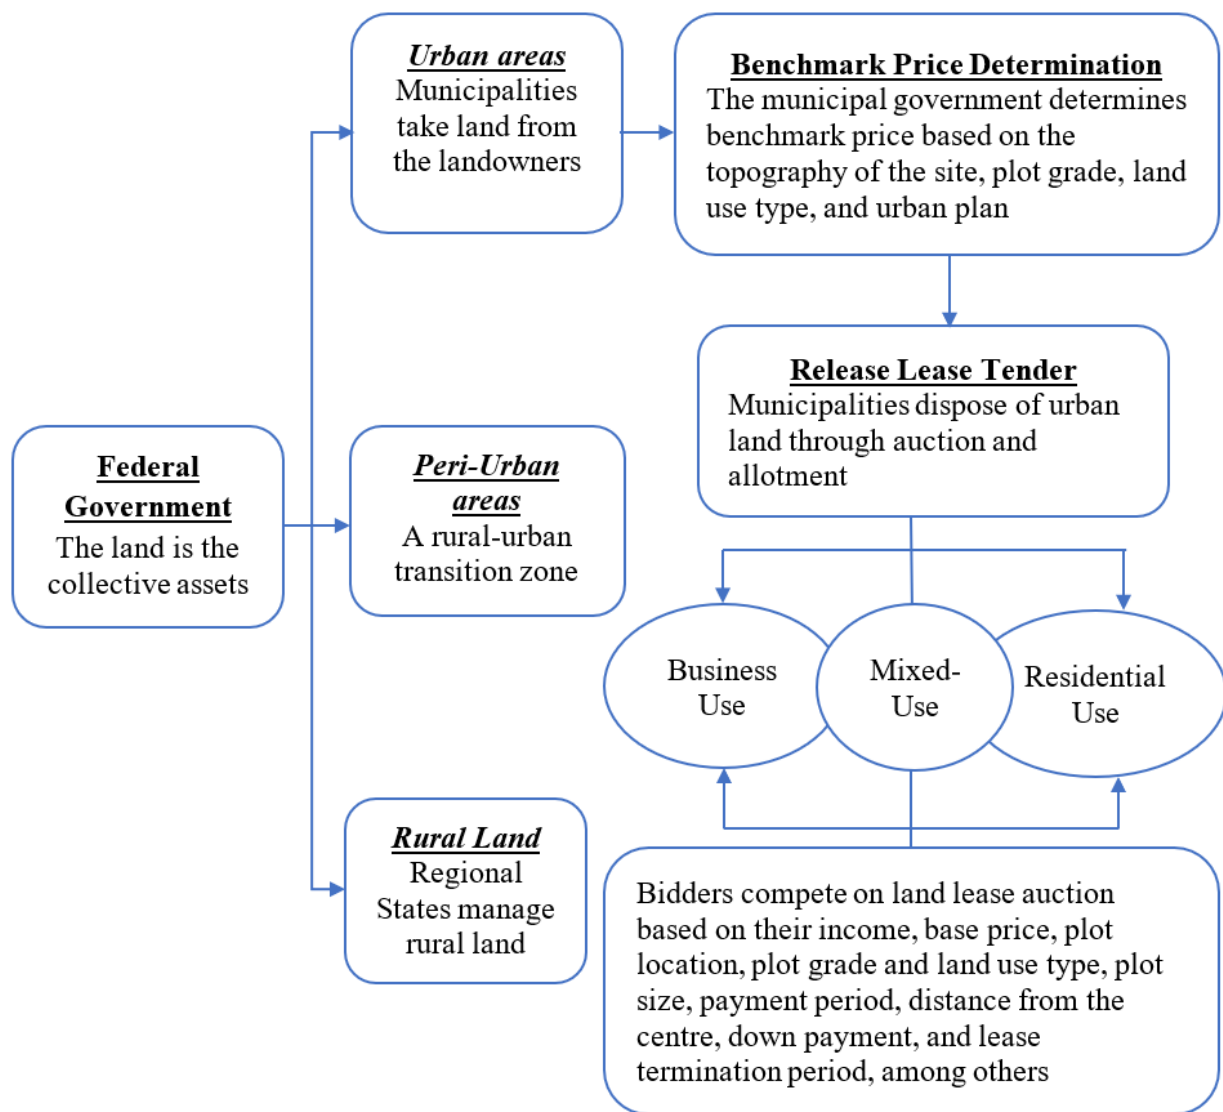 Federal
Government
The land is the
collective assets
Urban areas
Municipalities
take land from
the landowners
Peri-Urban
areas
A rural-urban
transition zone
Rural Land
Regional
States manage
rural land
Benchmark Price Determination
The municipal government determines
benchmark price based on the
topography of the site, plot grade, land
use type, and urban plan
Release Lease Tender
Municipalities dispose of urban
land through auction and
allotment
Business
Use
Mixed-
Use
Residential
Use
Bidders compete on land lease auction
based on their income, base price, plot
location, plot grade and land use type, plot
size, payment period, distance from the
centre, down payment, and lease
termination period, among others